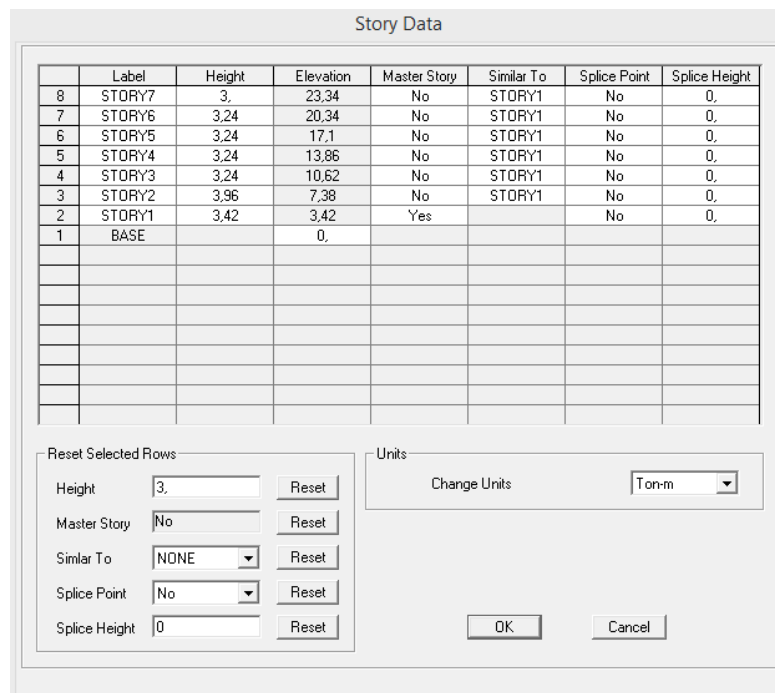 Story Data
Label Height Elevation Master Story Similar To Splice Point Splice Height
8 STORY7 3, 23,34 No STORY1 No 0,
7 STORY6 3,24 20,34 No STORY1 No 0,
6 STORY5 3,24 17,1 No STORY1 No 0,
5 STORY4 3,24 13,86 No STORY1 No 0,
4 STORY3 3,24 10,62 No STORY1 No 0,
3 STORY2 3,96 7,38 No STORY1 No 0,
2 STORY1 3,42 3,42 Yes No 0,
1 BASE 0,
Reset Selected Rows
Height 3, Reset
Master Story No Reset
Simlar To NONE Reset
Splice Point No Reset
Splice Height 0 Reset
Units
Change Units Ton-m
OK Cancel